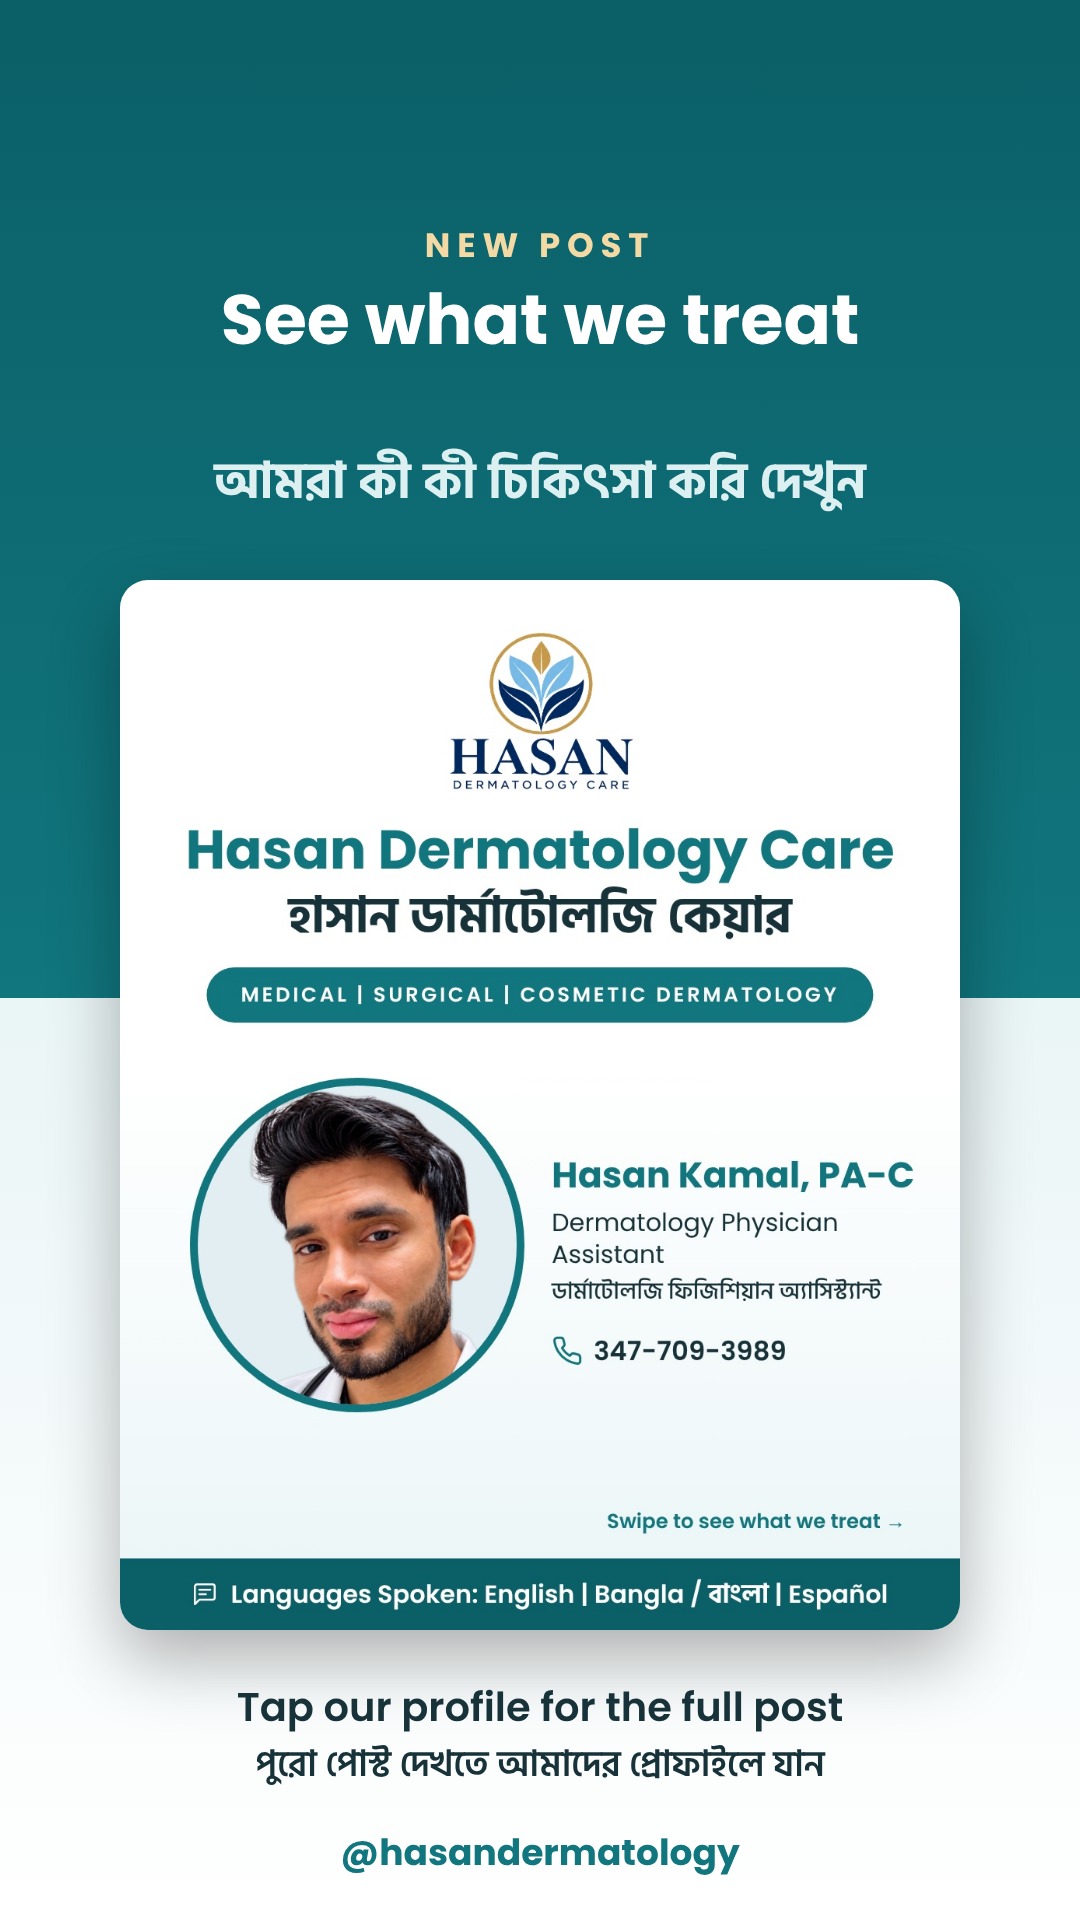 NEW POST
See what we treat
আমরা কী কী চিকিৎসা করি দেখুন
HASAN
DERMATOLOGY CARE
Hasan Dermatology Care
হাসান ডার্মাটোলজি কেয়ার
MEDICAL | SURGICAL | COSMETIC DERMATOLOGY
Hasan Kamal, PA-C
Dermatology Physician
Assistant
ডার্মাটোলজি ফিজিশিয়ান অ্যাসিস্ট্যান্ট
347-709-3989
Swipe to see what we treat →
Languages Spoken: English | Bangla / বাংলা | Español
Tap our profile for the full post
পুরো পোস্ট দেখতে আমাদের প্রোফাইলে যান
@hasandermatology